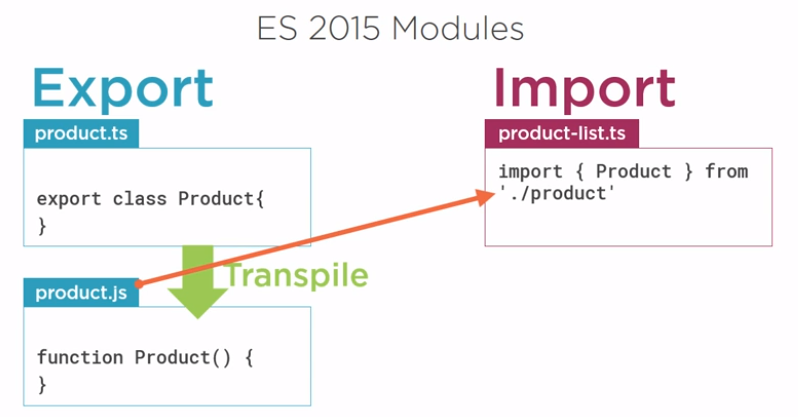 ES 2015 Modules
Export
product.ts
export class Product{
}
Transpile
product.js
function Product() {
}
Import
product-list.ts
import { Product } from
'./product'